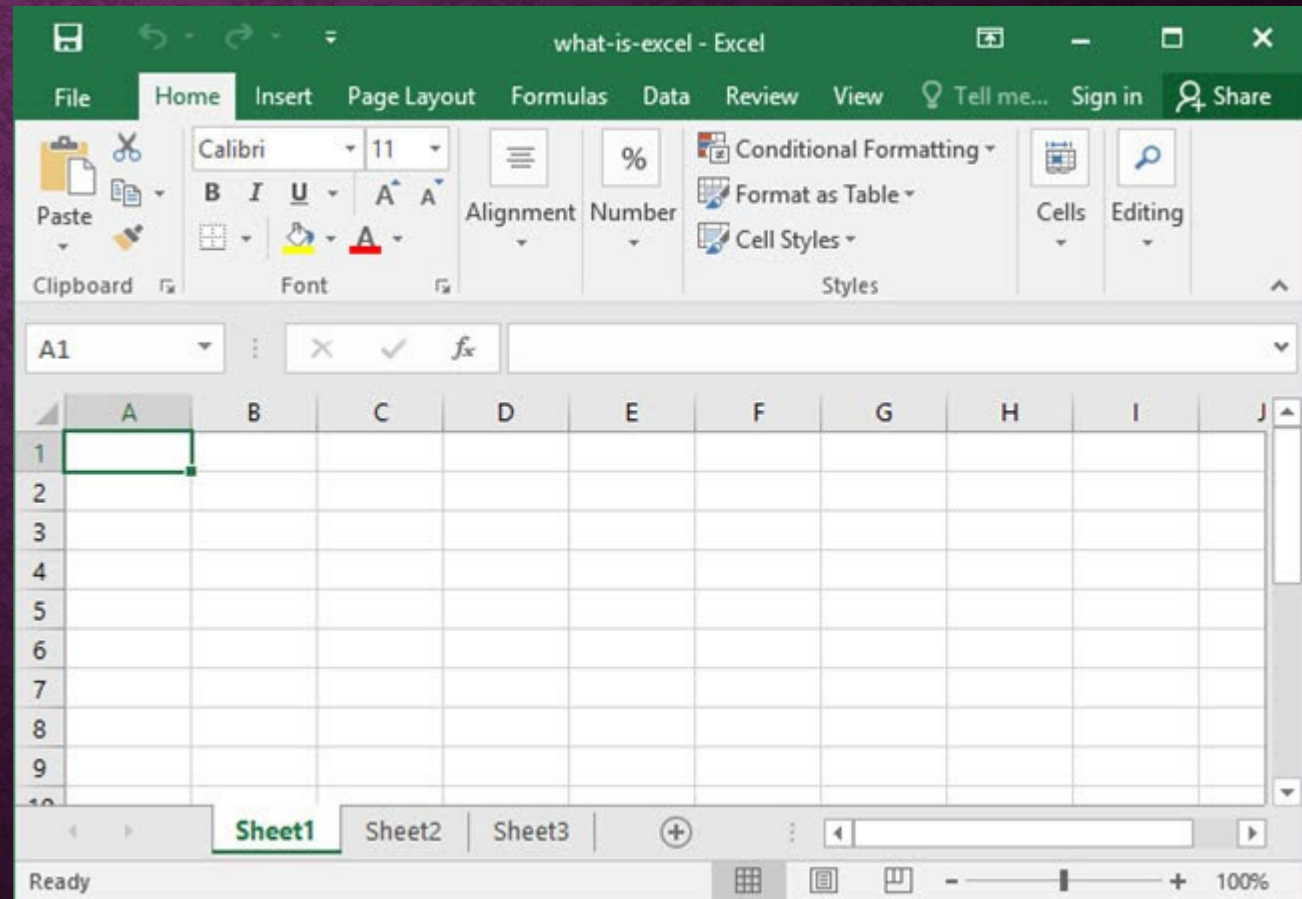 what-is-excel - Excel
File Home Insert Page Layout Formulas Data Review View Tell me... Sign in Share
Calibri 11
Conditional Formatting
B I U A A
Format as Table
Paste Alignment Number Cells Editing
A
Cell Styles
%
Clipboard Font Styles
A1 fx
A B C D E F G H I J
1
2
3
4
5
6
7
8
9
10
Sheet1 Sheet2 Sheet3
Ready 100%